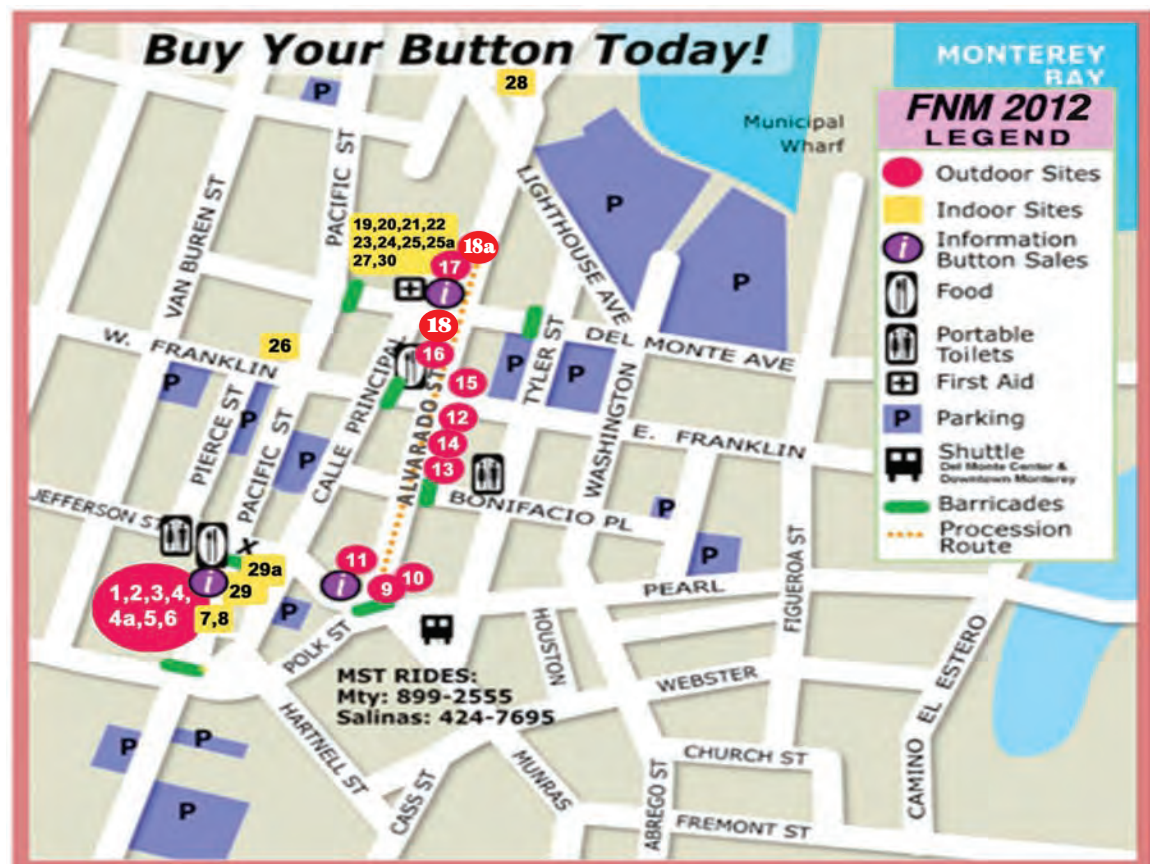 Buy Your Button Today!
MONTEREY
BAY
FNM 2012
LEGEND
Outdoor Sites
Indoor Sites
i
Information
Button Sales
Food
Portable
Toilets
First Aid
P
Parking
Shuttle
Del Monte Center &
Downtown Monterey
Barricades
Procession
Route
Municipal
Wharf
28
P
P
P
PACIFIC ST
VAN BUREN ST
LIGHTHOUSE AVE
19,20,21,22
23,24,25,25a
27,30
18a
17
i
18
16
15
12
14
13
26
W. FRANKLIN
CALLE PRINCIPAL
ALVARADO ST
TYLER ST
DEL MONTE AVE
WASHINGTON
E. FRANKLIN
P
P
P
P
P
PIERCE ST
PACIFIC ST
JEFFERSON ST
BONIFACIO PL
P
P
X
29a
29
i
1,2,3,4,
4a,5,6
7,8
P
11
i
9
10
PEARL
FIGUEROA ST
POLK ST
HOUSTON
WEBSTER
MST RIDES:
Mty: 899-2555
Salinas: 424-7695
HARTNELL ST
CASS ST
MUNRAS
ABREGO ST
CHURCH ST
FREMONT ST
CAMINO EL ESTERO
P
P
P